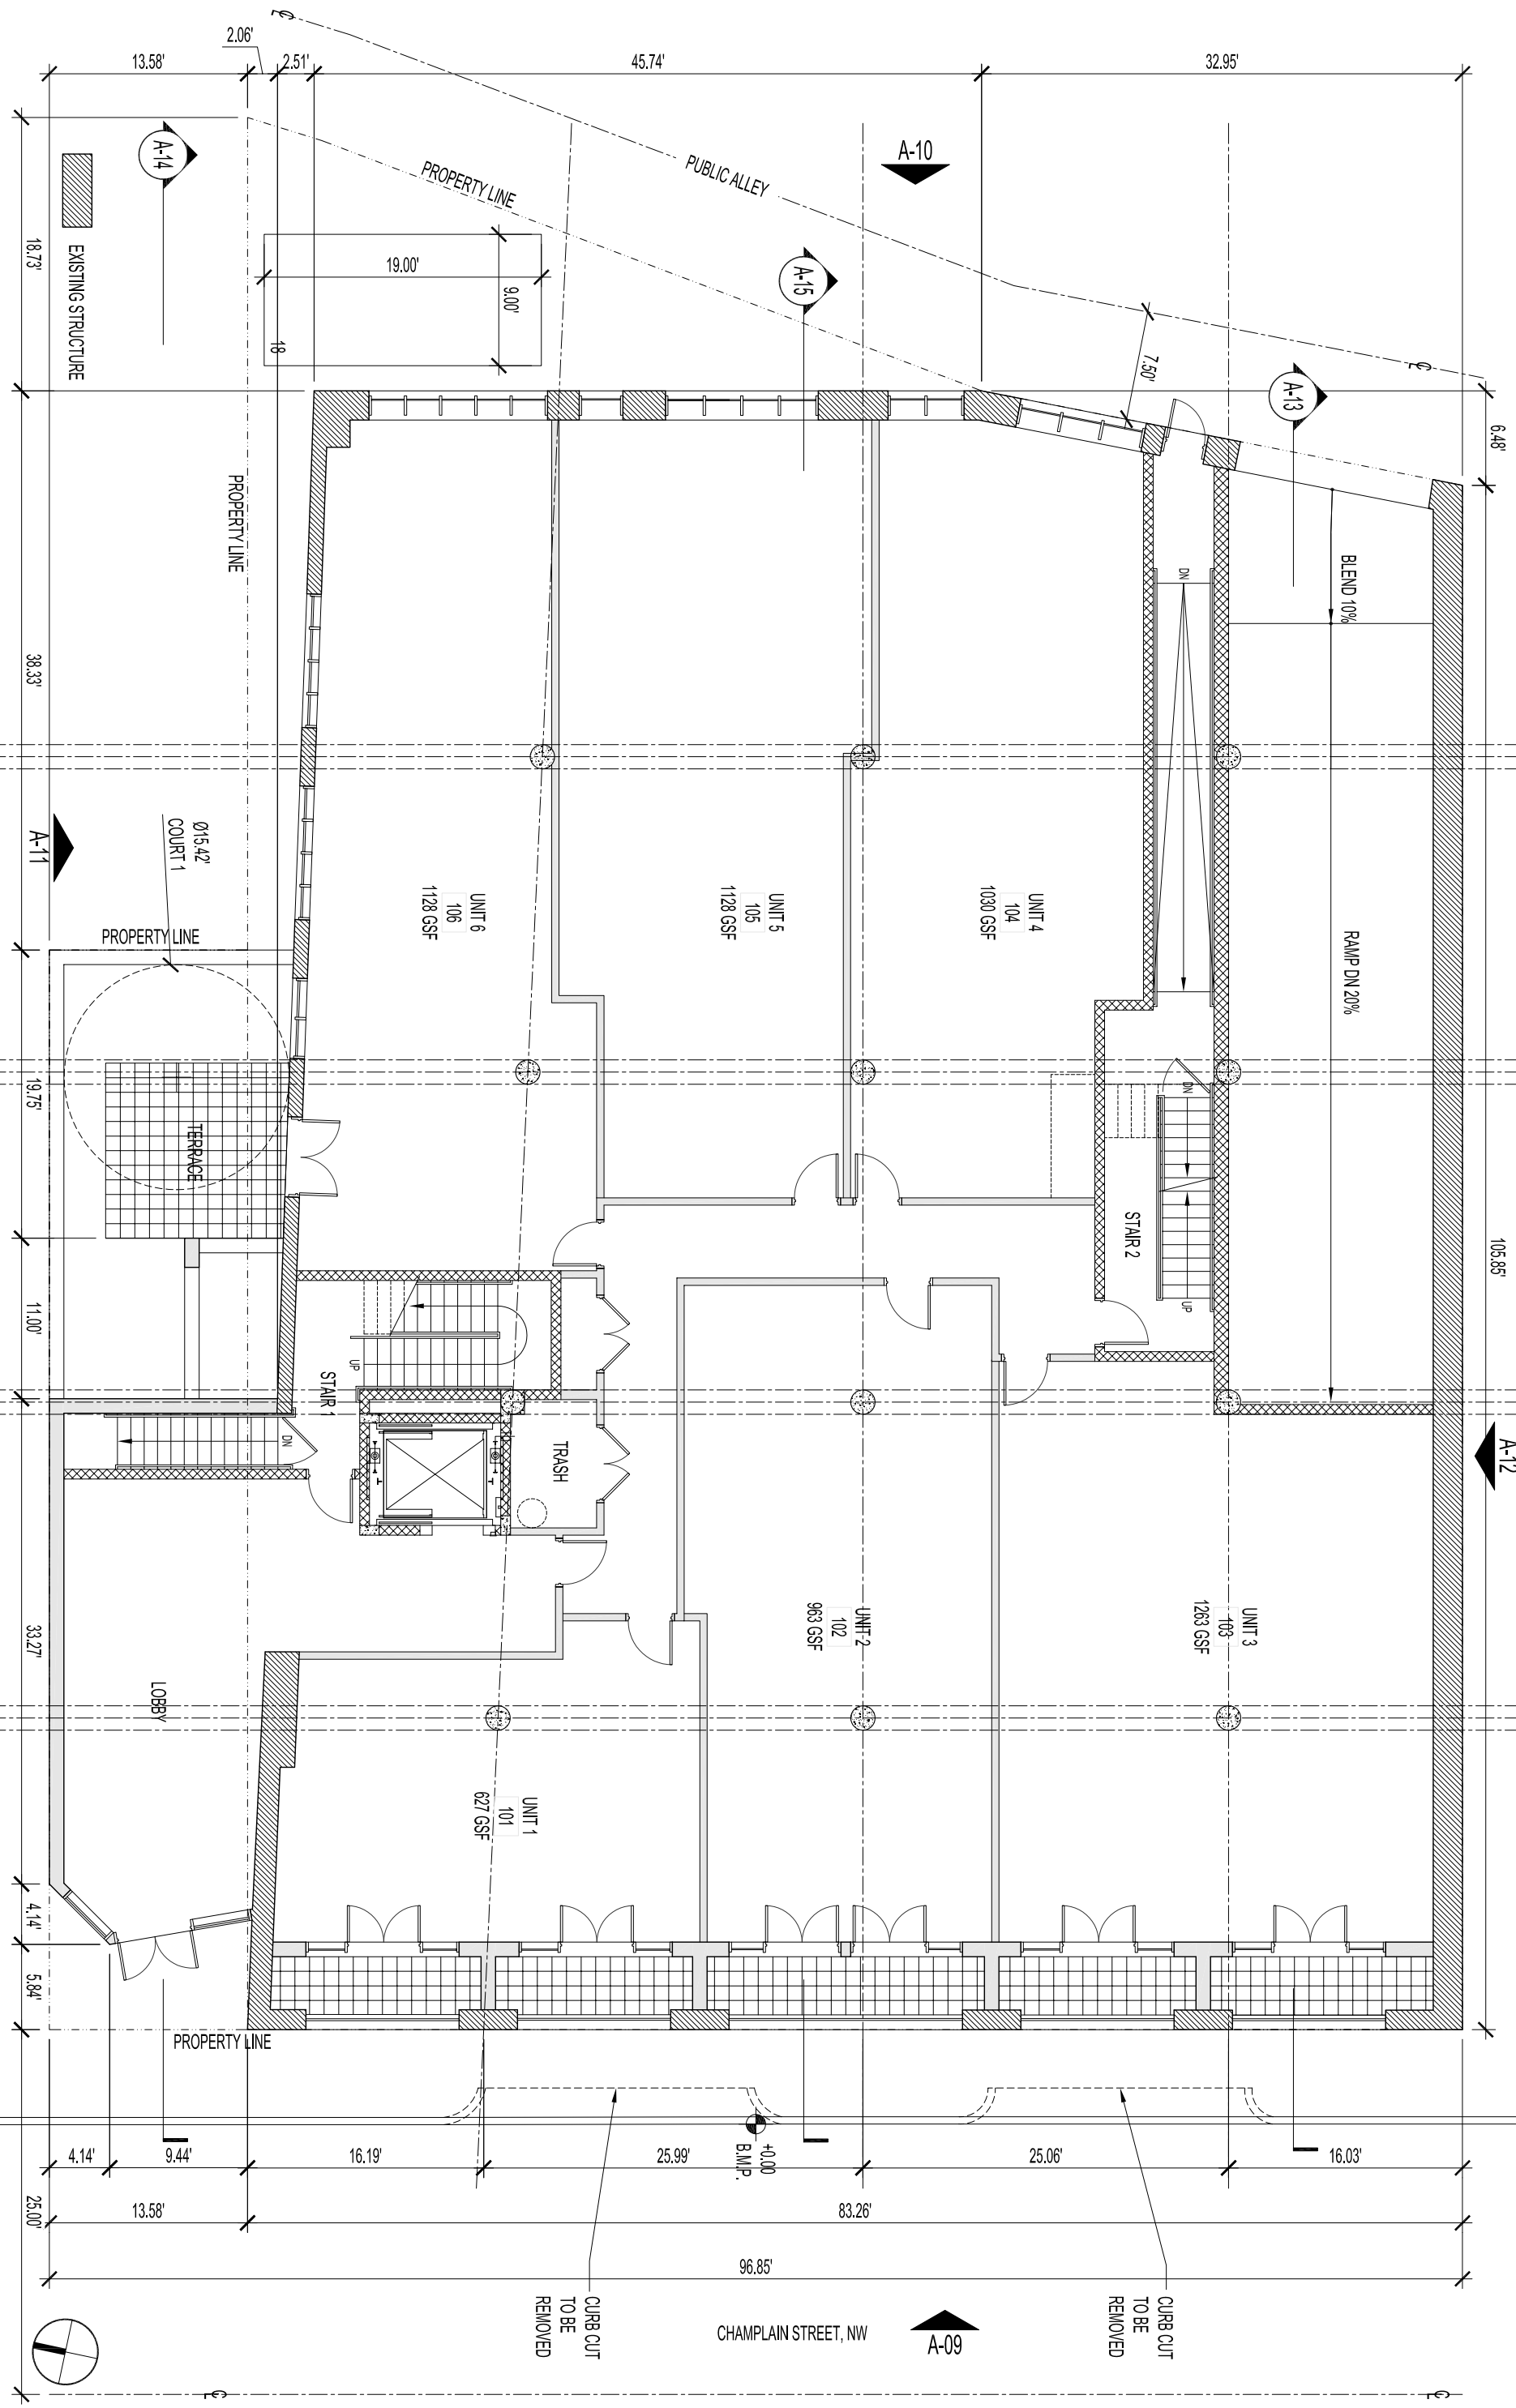 2.06'
13.58'
2.51'
45.74'
32.95'
A-14
EXISTING STRUCTURE
PROPERTY LINE
PUBLIC ALLEY
A-10
A-15
A-13
7.50'
6.48'
18.73'
19.00'
9.00'
18
PROPERTY LINE
BLEND 10%
DN
38.33'
A-11
Ø15.42'
COURT 1
PROPERTY LINE
UNIT 6
106
1128 GSF
UNIT 5
105
1128 GSF
UNIT 4
104
1030 GSF
RAMP DN 20%
19.75'
TERRACE
DN
STAIR 2
UP
105.85'
11.00'
UP
STAIR 1
DN
TRASH
A-12
33.27'
LOBBY
UNIT 1
101
627 GSF
UNIT 2
102
963 GSF
UNIT 3
103
1263 GSF
4.14'
5.84'
PROPERTY LINE
+0.00
B.M.P.
4.14'
9.44'
16.19'
25.99'
25.06'
16.03'
25.00'
13.58'
83.26'
96.85'
CURB CUT
TO BE
REMOVED
CURB CUT
TO BE
REMOVED
CHAMPLAIN STREET, NW
A-09